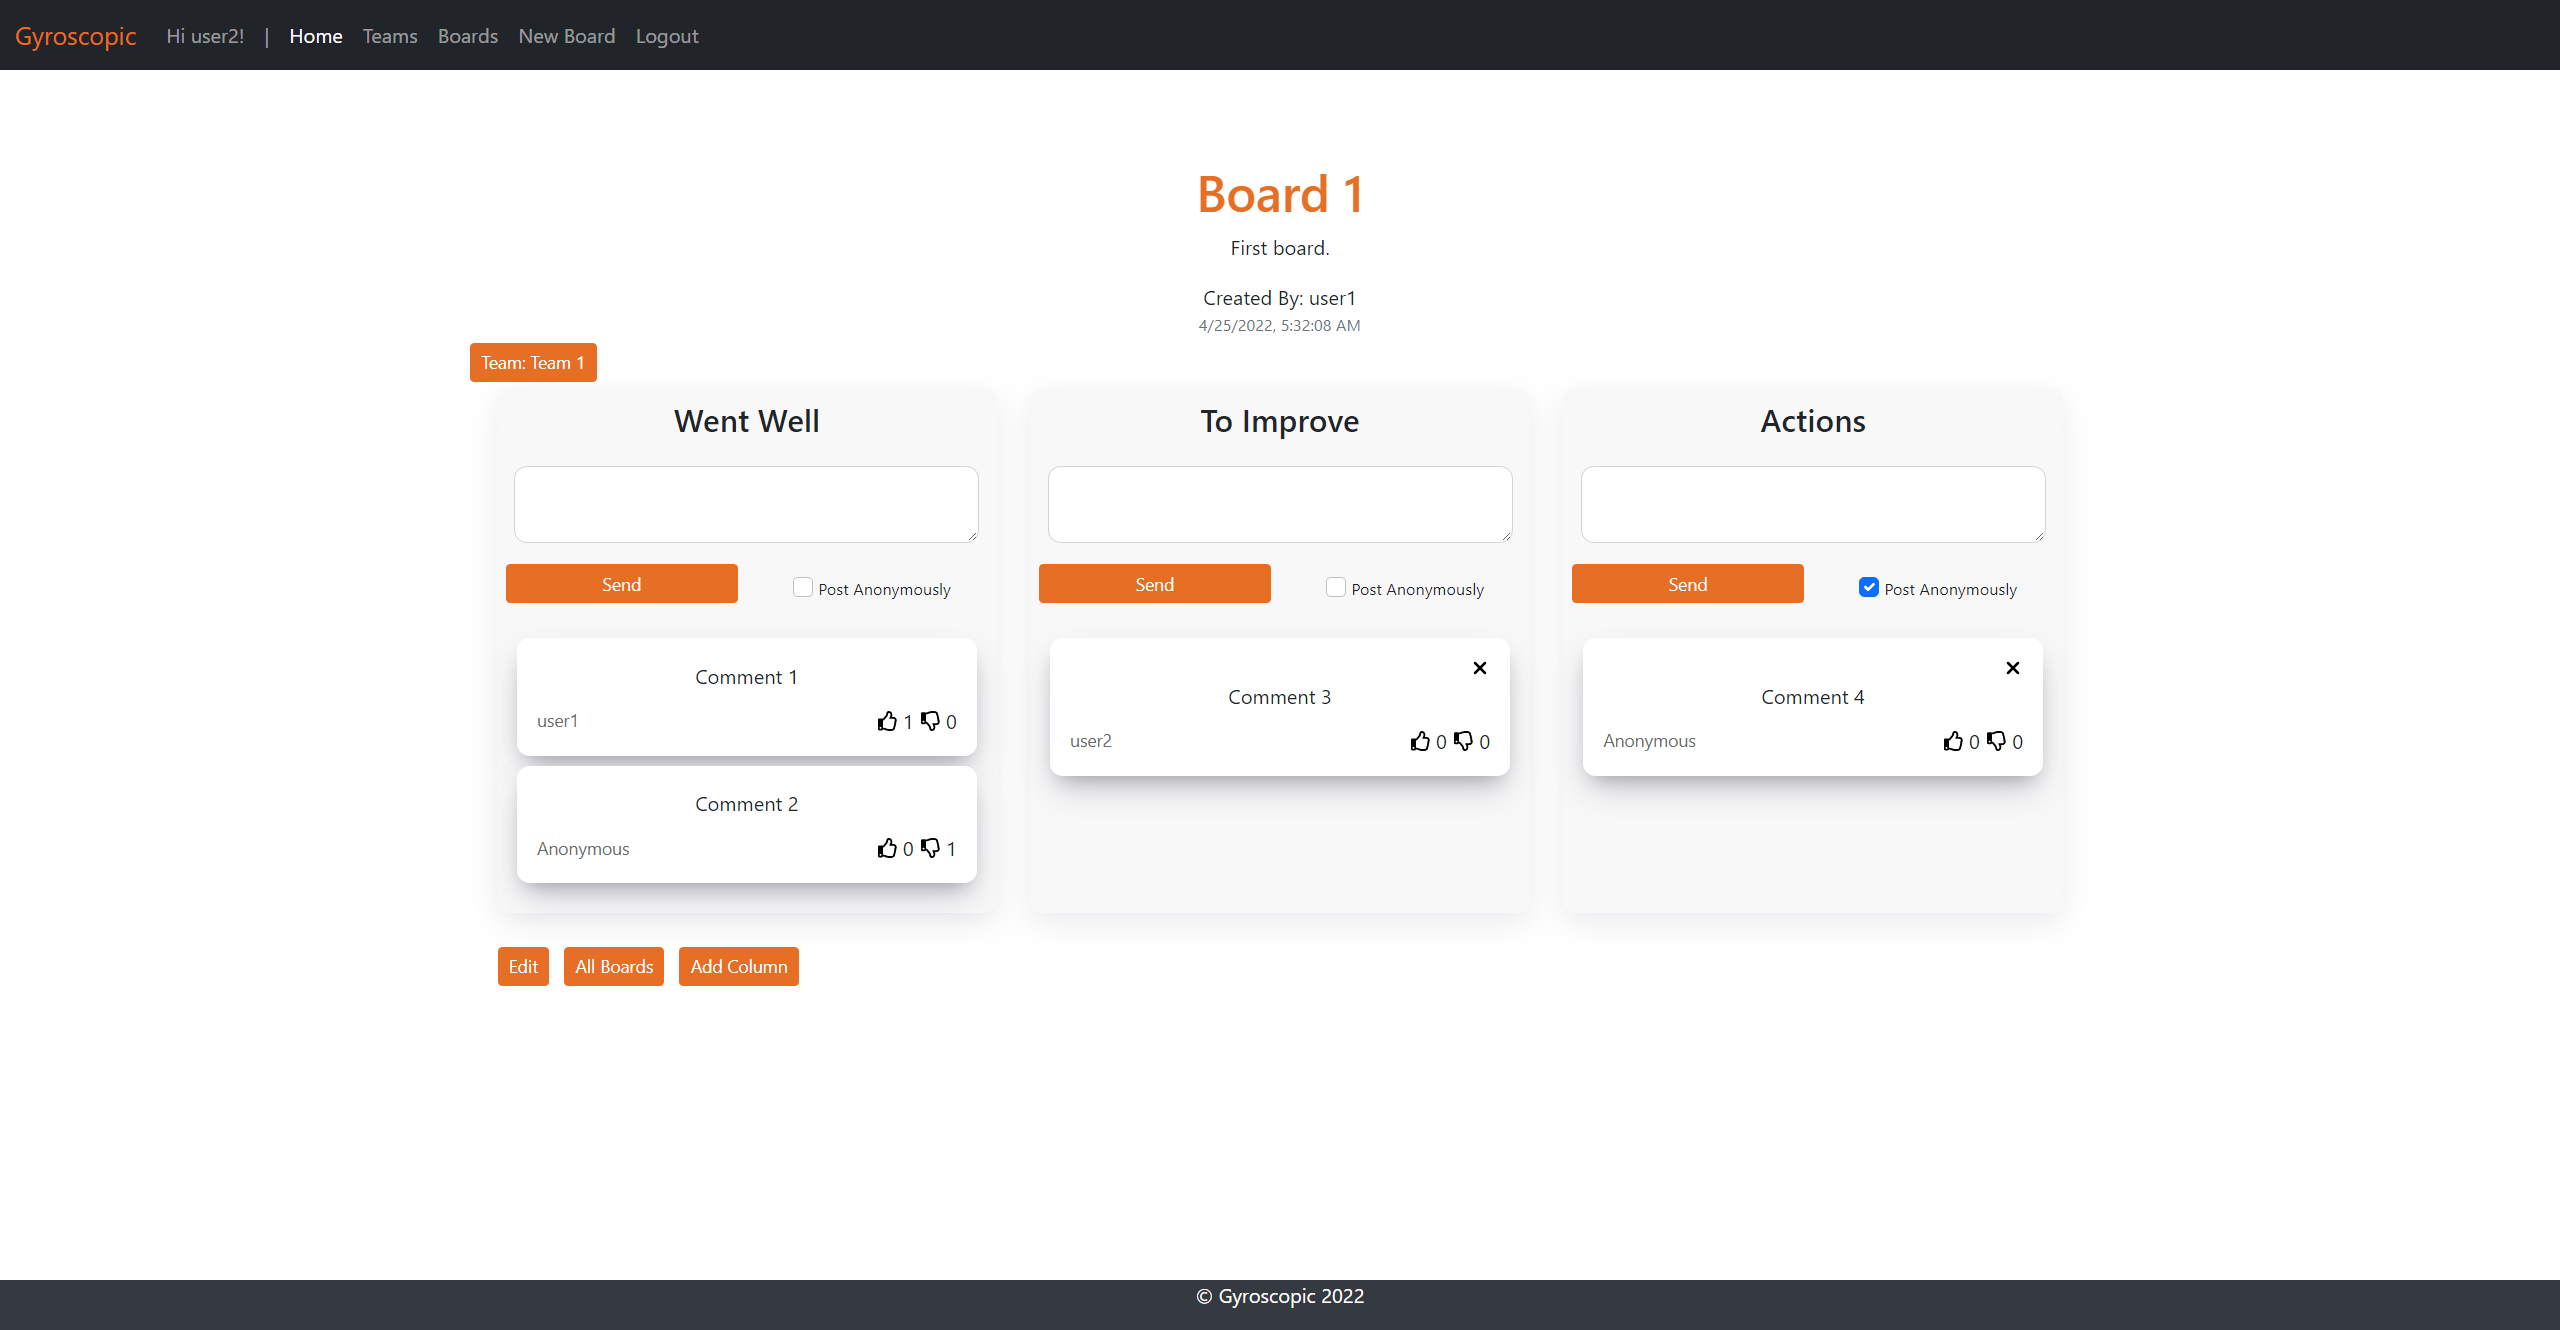 Gyroscopic Hi user2! | Home Teams Boards New Board Logout
Board 1
First board.
Created By: user1
4/25/2022, 5:32:08 AM
Team: Team 1
Went Well
Send Post Anonymously
Comment 1
user1 1 0
Comment 2
Anonymous 0 1
To Improve
Send Post Anonymously
Comment 3
user2 0 0
Actions
Send Post Anonymously
Comment 4
Anonymous 0 0
Edit All Boards Add Column
© Gyroscopic 2022